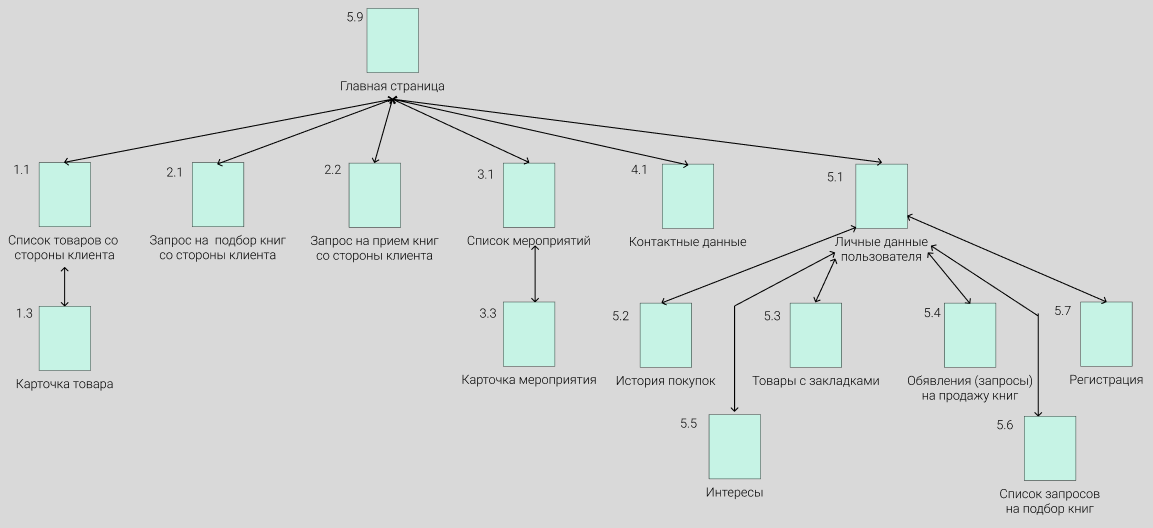 5.9
Главная страница
1.1
Список товаров со
стороны клиента
2.1
Запрос на подбор книг
со стороны клиента
2.2
Запрос на прием книг
со стороны клиента
3.1
Список мероприятий
4.1
Контактные данные
5.1
Личные данные
пользователя
1.3
Карточка товара
3.3
Карточка мероприятия
5.2
История покупок
5.3
Товары с закладками
5.4
Обявления (запросы)
на продажу книг
5.7
Регистрация
5.5
Интересы
5.6
Список запросов
на подбор книг